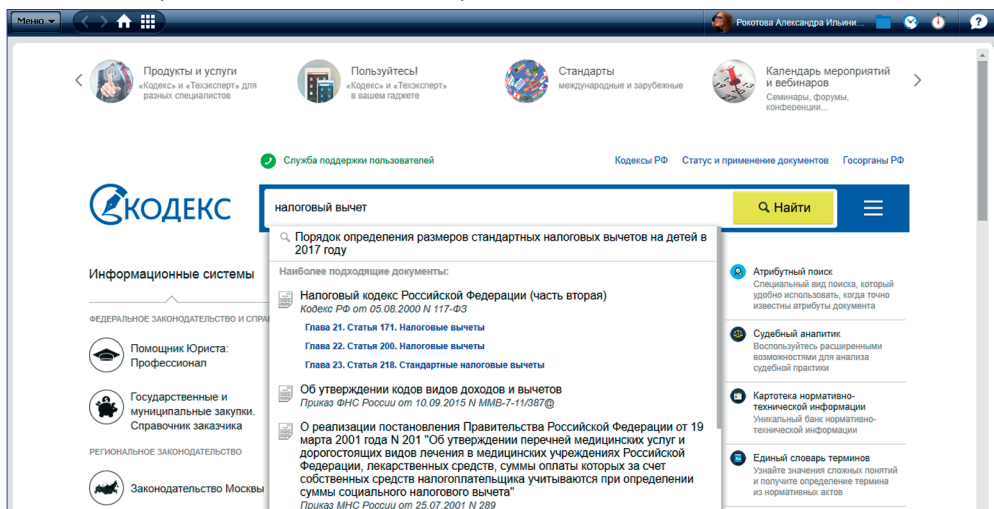 Меню
Рокотова Александра Ильини...
?
Продукты и услуги
«Кодекс» и «Техэксперт» для
разных специалистов
Пользуйтесь!
«Кодекс» и «Техэксперт»
в вашем гаджете
Стандарты
международные и зарубежные
Календарь мероприятий
и вебинаров
Семинары, форумы,
конференции...
Служба поддержки пользователей
Кодексы РФ
Статус и применение документов
Госорганы РФ
КОДЕКС
налоговый вычет
Найти
Порядок определения размеров стандартных налоговых вычетов на детей в
2017 году
Наиболее подходящие документы:
Налоговый кодекс Российской Федерации (часть вторая)
Кодекс РФ от 05.08.2000 N 117-ФЗ
Глава 21. Статья 171. Налоговые вычеты
Глава 22. Статья 200. Налоговые вычеты
Глава 23. Статья 218. Стандартные налоговые вычеты
Об утверждении кодов видов доходов и вычетов
Приказ ФНС России от 10.09.2015 N ММВ-7-11/387@
О реализации постановления Правительства Российской Федерации от 19
марта 2001 года N 201 "Об утверждении перечней медицинских услуг и
дорогостоящих видов лечения в медицинских учреждениях Российской
Федерации, лекарственных средств, суммы оплаты которых за счет
собственных средств налогоплательщика учитываются при определении
суммы социального налогового вычета"
Приказ МНС России от 25.07.2001 N 289
Информационные системы
ФЕДЕРАЛЬНОЕ ЗАКОНОДАТЕЛЬСТВО И СПРА
Помощник Юриста:
Профессионал
Государственные и
муниципальные закупки.
Справочник заказчика
РЕГИОНАЛЬНОЕ ЗАКОНОДАТЕЛЬСТВО
Законодательство Москвы
Атрибутный поиск
Специальный вид поиска, который
удобно использовать, когда точно
известны атрибуты документа
Судебный аналитик
Воспользуйтесь расширенными
возможностями для анализа
судебной практики
Картотека нормативно-
технической информации
Уникальный банк нормативно-
технической информации
Единый словарь терминов
Узнайте значения сложных понятий
и получите определение термина
из нормативных актов